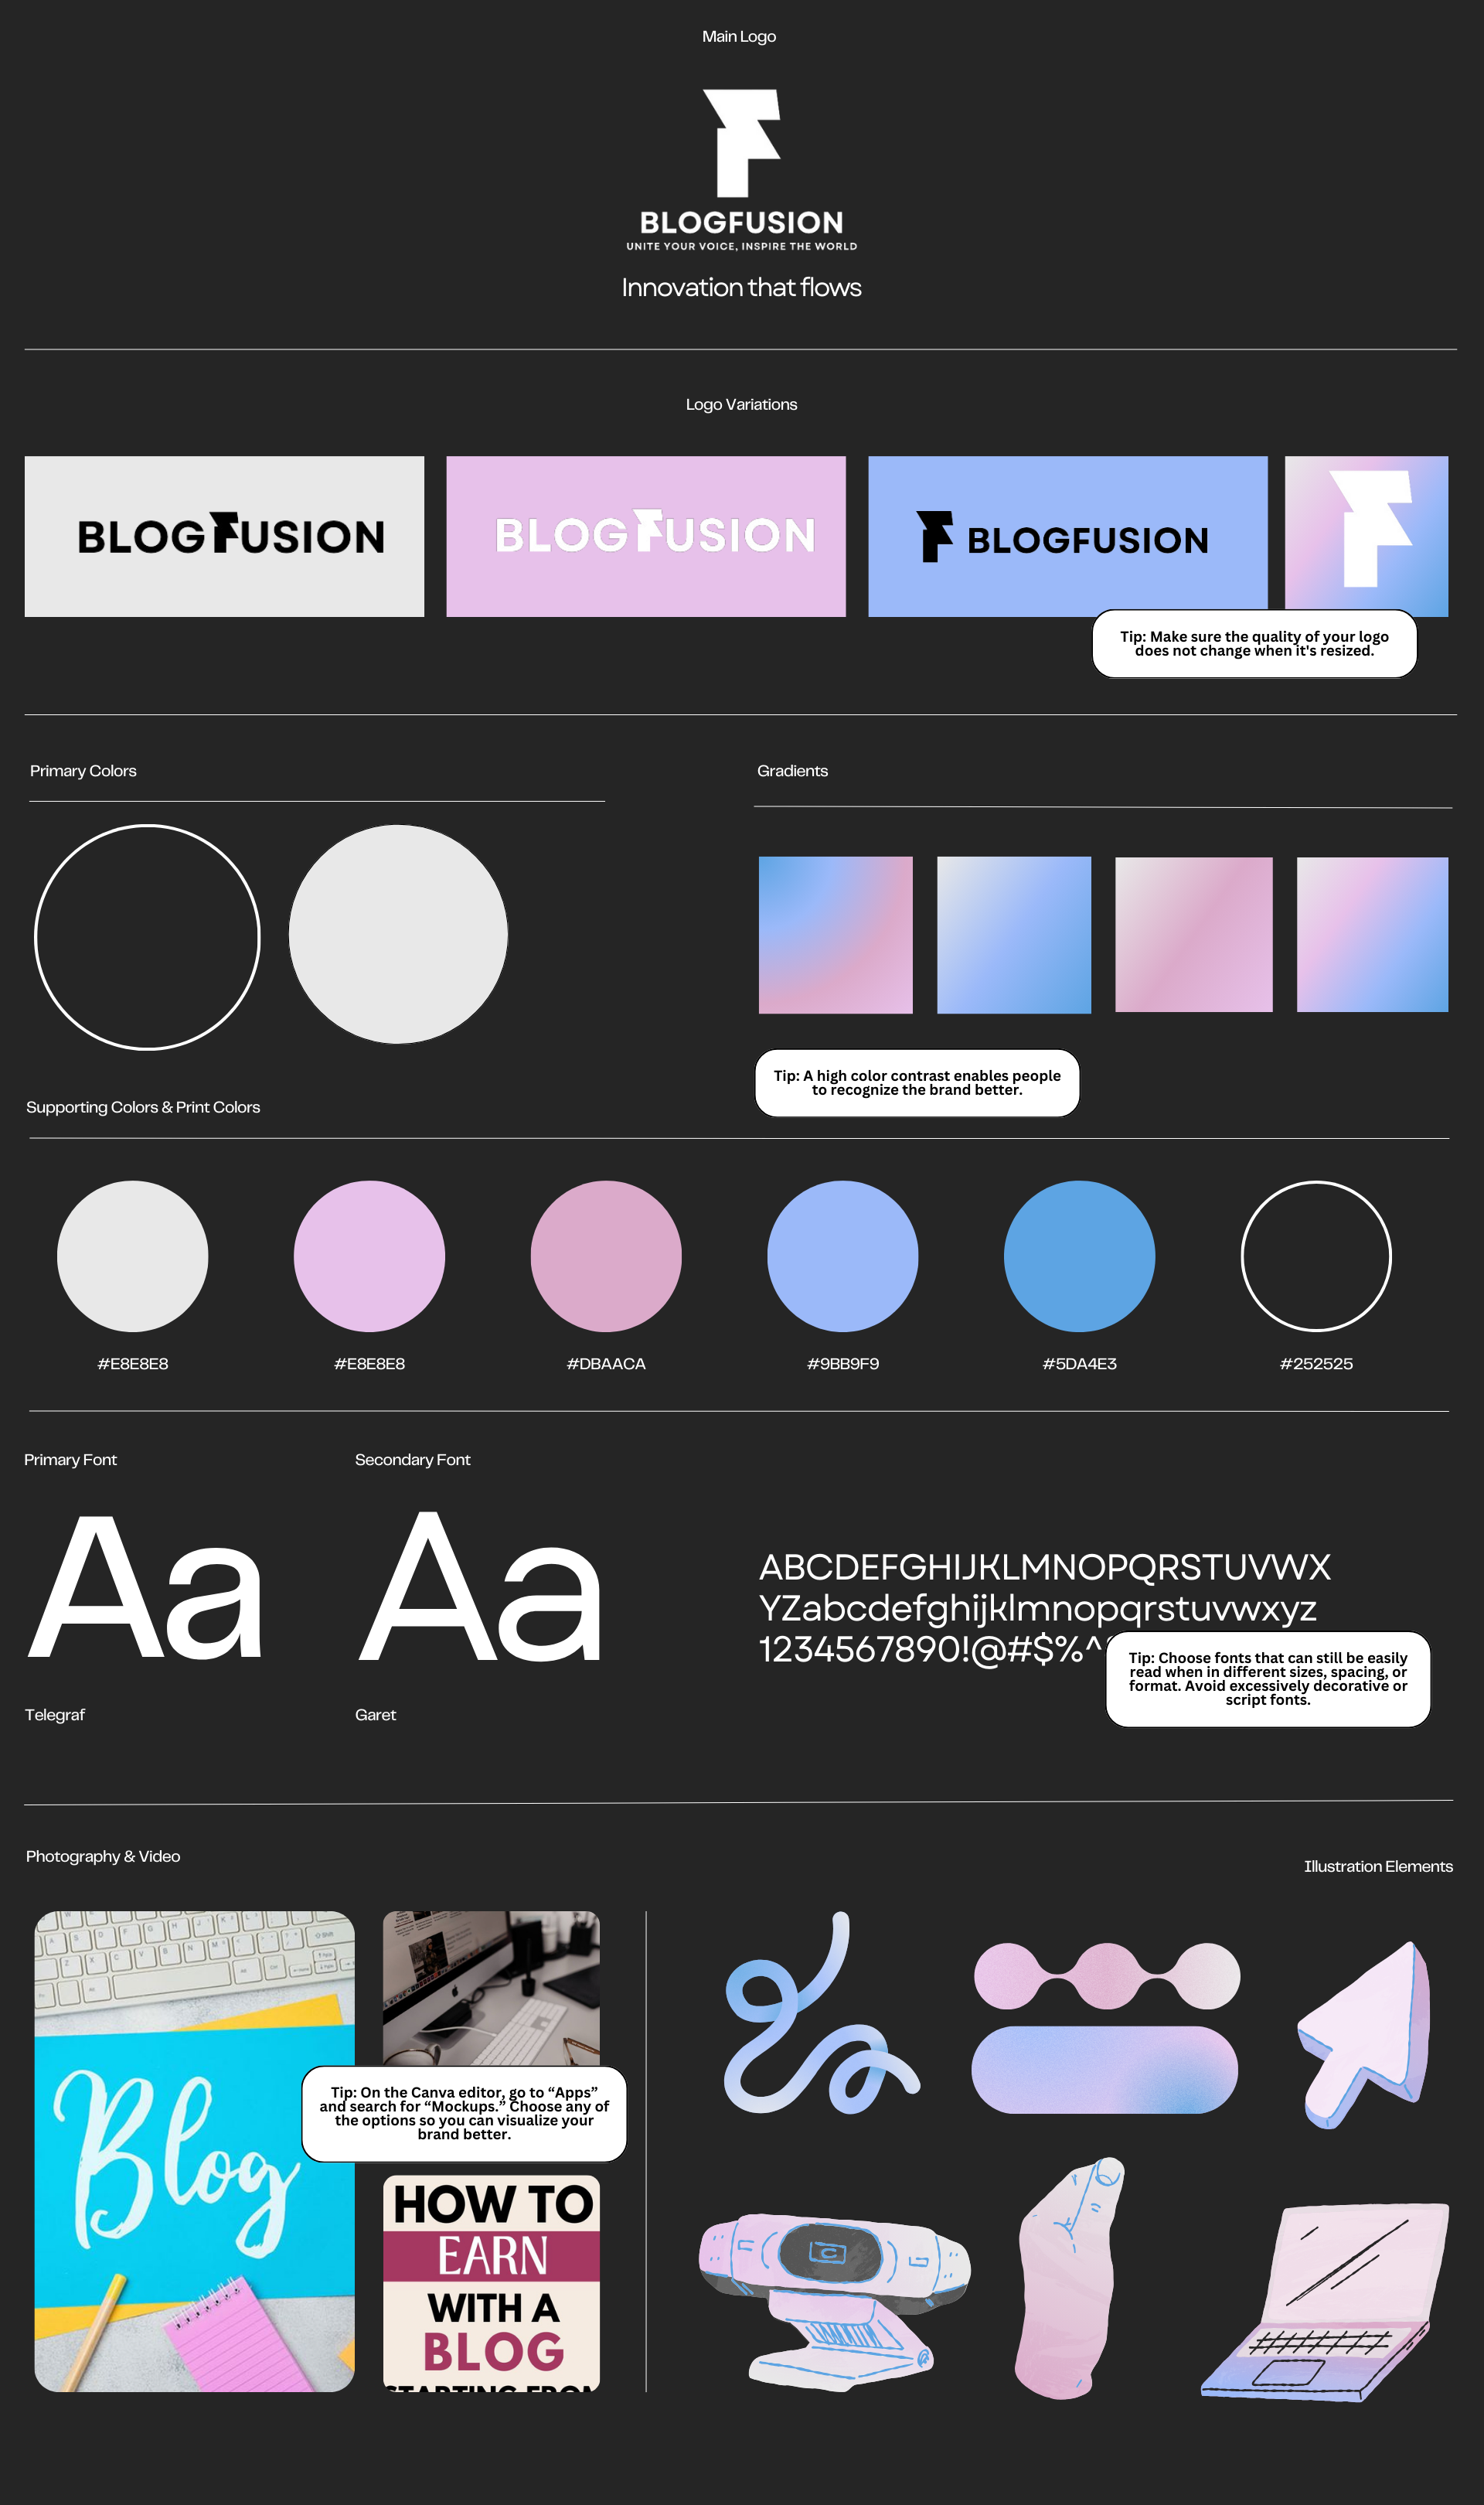 Main Logo
BLOGFUSION
UNITE YOUR VOICE, INSPIRE THE WORLD
Innovation that flows
Logo Variations
BLOGFUSION
BLOGFUSION
BLOGFUSION
Tip: Make sure the quality of your logo
does not change when it's resized.
Primary Colors
Gradients
Tip: A high color contrast enables people
to recognize the brand better.
Supporting Colors & Print Colors
#E8E8E8
#E8E8E8
#DBAACA
#9BB9F9
#5DA4E3
#252525
Primary Font
Secondary Font
Aa
Aa
ABCDEFGHIJKLMNOPQRSTUVWX
YZabcdefghijklmnopqrstuvwxyz
1234567890!@#$%^
Tip: Choose fonts that can still be easily
read when in different sizes, spacing, or
format. Avoid excessively decorative or
script fonts.
Telegraf
Garet
Photography & Video
Illustration Elements
Blog
Tip: On the Canva editor, go to “Apps”
and search for “Mockups.” Choose any of
the options so you can visualize your
brand better.
HOW TO
EARN
WITH A
BLOG
STARTING FROM